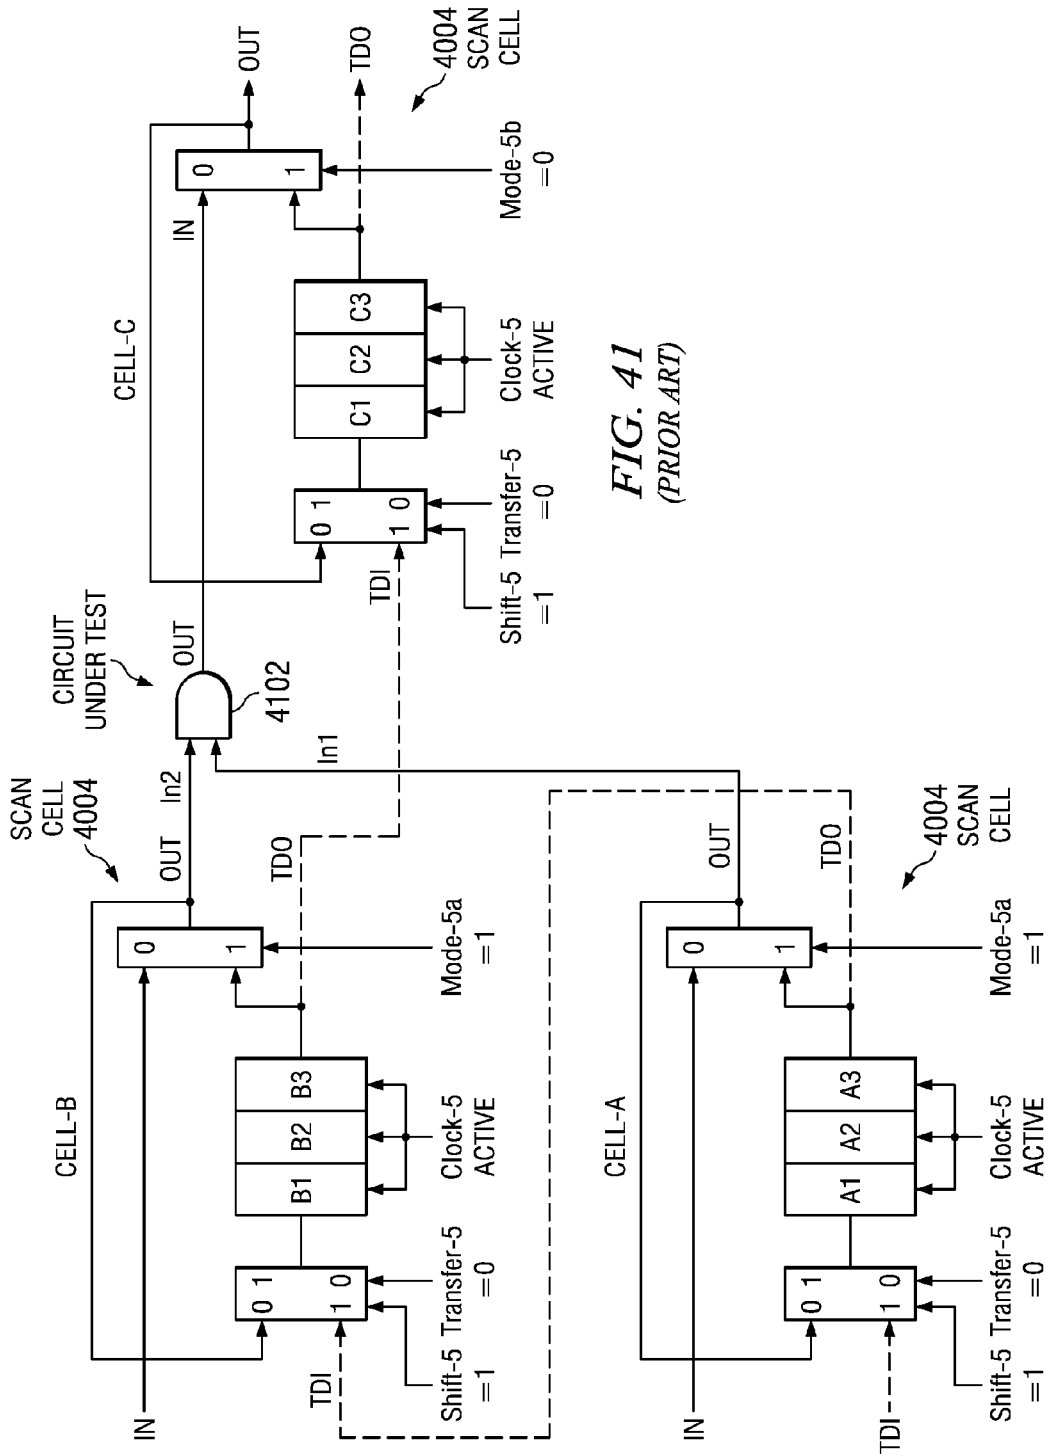 SCAN
CELL
4004
CELL-B
IN
OUT
In2
0
1
Mode-5a
=1
TDO
B1
B2
B3
Clock-5
ACTIVE
0 1
1 0
TDI
Shift-5
=1
Transfer-5
=0
CIRCUIT
UNDER TEST
OUT
4102
In1
CELL-A
IN
OUT
0
1
Mode-5a
=1
TDO
4004
SCAN
CELL
A1
A2
A3
Clock-5
ACTIVE
0 1
1 0
TDI
Shift-5
=1
Transfer-5
=0
CELL-C
IN
OUT
0
1
Mode-5b
=0
TDO
4004
SCAN
CELL
C1
C2
C3
Clock-5
ACTIVE
0 1
1 0
TDI
Shift-5
=1
Transfer-5
=0
FIG. 41
(PRIOR ART)